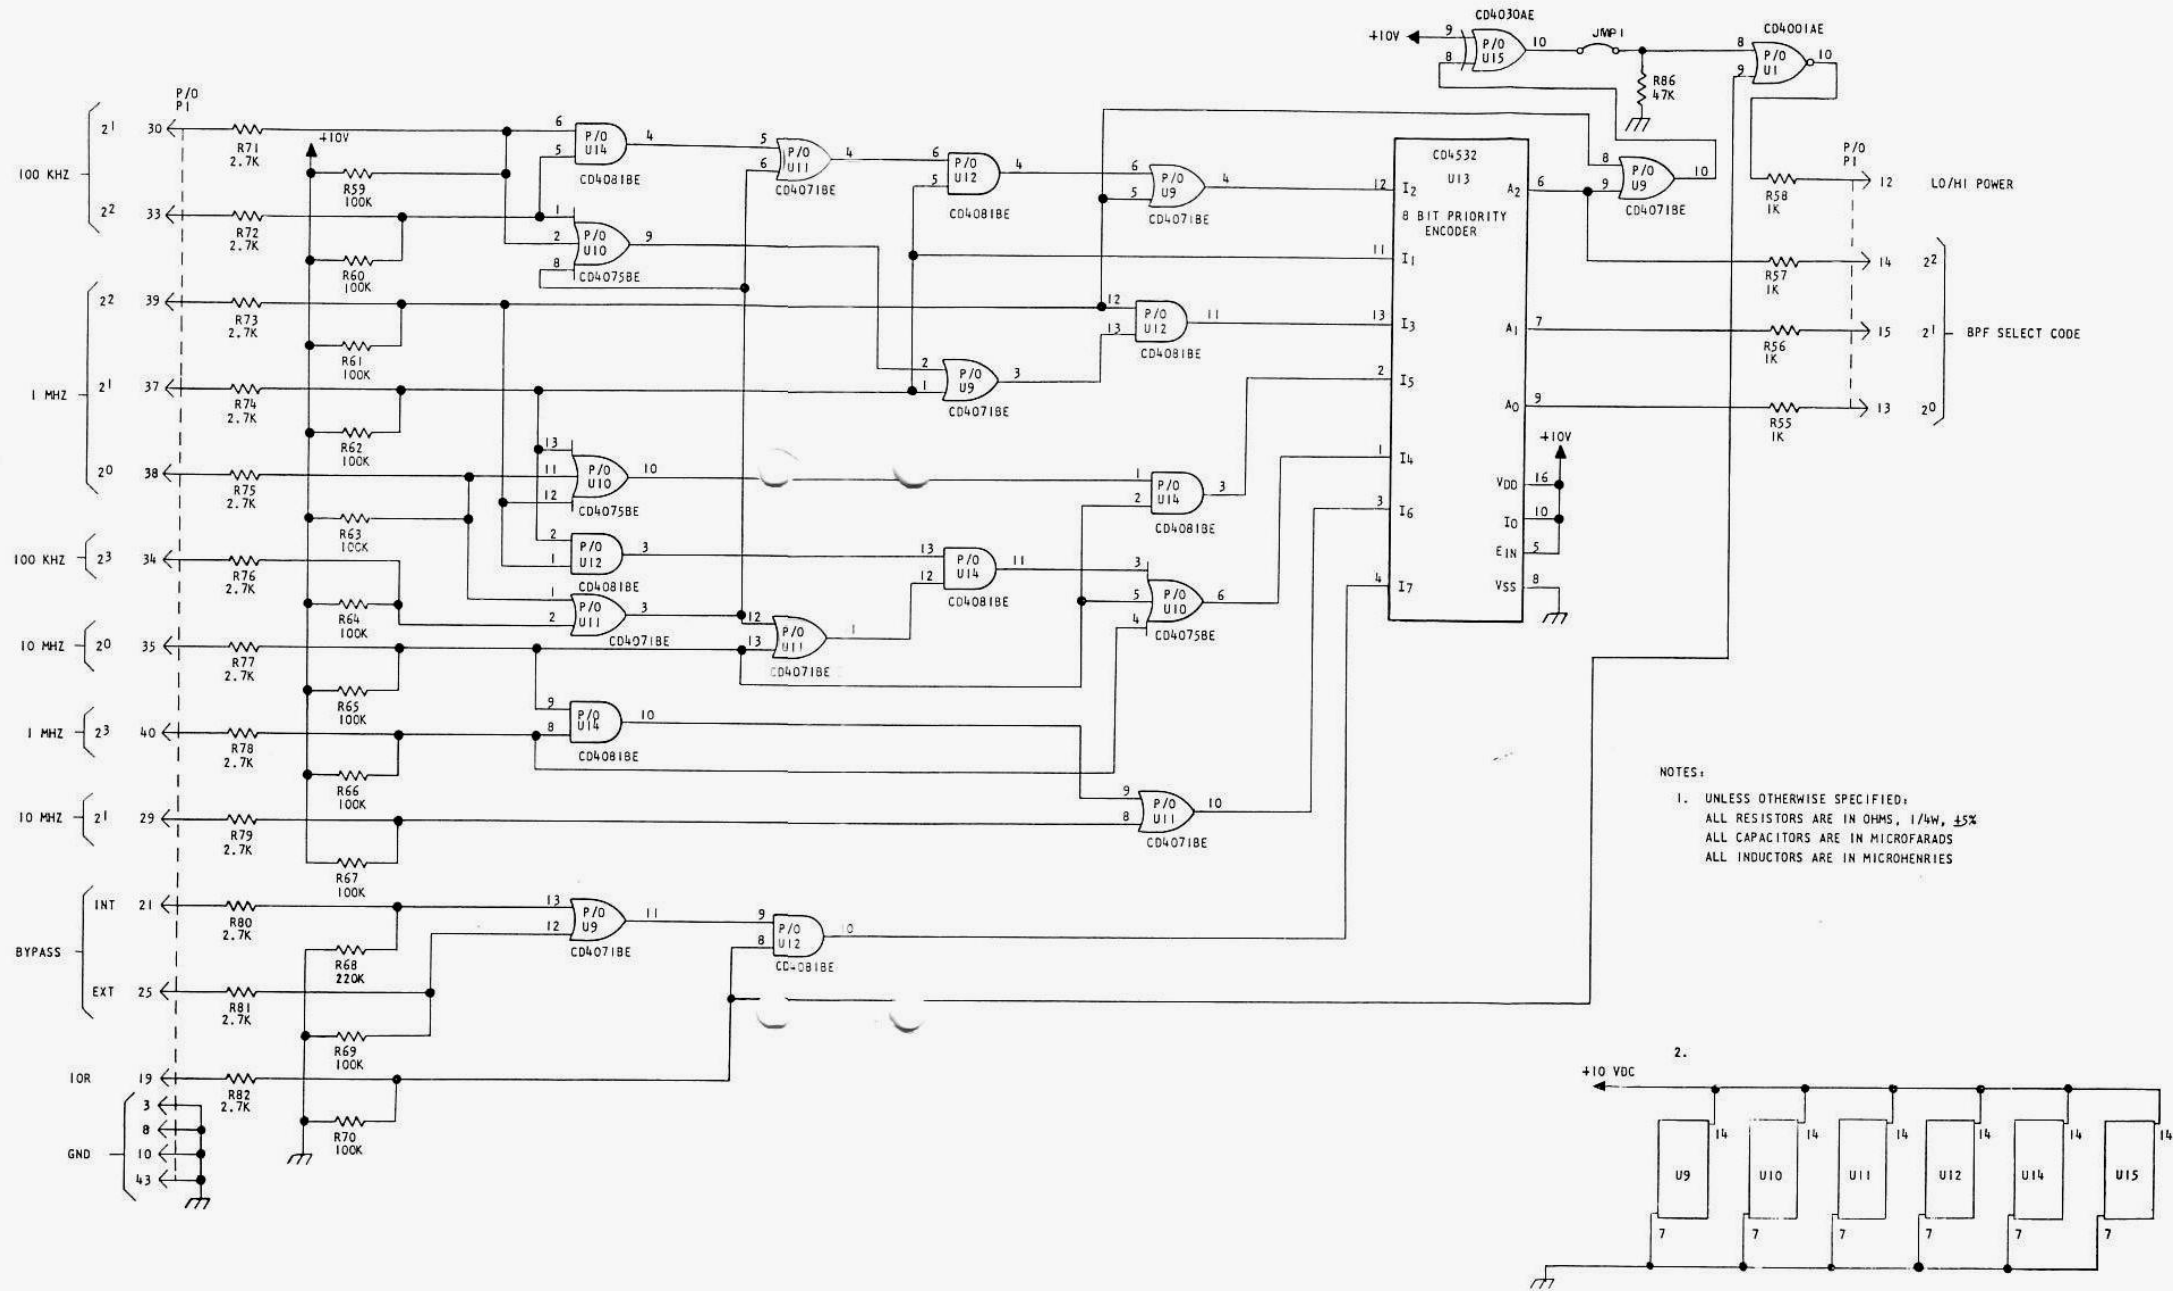 CD4030AE
+10V
9
8
P/O
U15
10
JMP1
R86
47K
CD4001AE
8
9
P/O
U1
10
P/O
P1
100 KHZ
2¹
30
R71
2.7K
+10V
R59
100K
2²
33
R72
2.7K
R60
100K
1 MHZ
2²
39
R73
2.7K
R61
100K
2¹
37
R74
2.7K
R62
100K
2⁰
38
R75
2.7K
R63
100K
100 KHZ
2³
34
R76
2.7K
R64
100K
10 MHZ
2⁰
35
R77
2.7K
R65
100K
1 MHZ
2³
40
R78
2.7K
R66
100K
10 MHZ
2¹
29
R79
2.7K
R67
100K
BYPASS
INT
21
R80
2.7K
R68
220K
EXT
25
R81
2.7K
R69
100K
IOR
19
R82
2.7K
R70
100K
GND
3
8
10
43
6
5
P/O
U14
4
CD4081BE
1
2
8
P/O
U10
9
CD4075BE
13
11
12
P/O
U10
10
CD4075BE
2
1
P/O
U12
3
CD4081BE
1
2
P/O
U11
3
CD4071BE
9
8
P/O
U14
10
CD4081BE
13
12
P/O
U9
11
CD4071BE
5
6
P/O
U11
4
CD4071BE
12
13
P/O
U11
1
CD4071BE
9
8
P/O
U12
10
CD4081BE
6
5
P/O
U12
4
CD4081BE
2
1
P/O
U9
3
CD4071BE
13
12
P/O
U14
11
CD4081BE
6
5
P/O
U9
4
CD4071BE
12
13
P/O
U12
11
CD4081BE
1
2
P/O
U14
3
CD4081BE
3
5
4
P/O
U10
6
CD4075BE
9
8
P/O
U11
10
CD4071BE
CD4532
U13
8 BIT PRIORITY
ENCODER
12
I2
11
I1
13
I3
2
I5
1
I4
3
I6
4
I7
A2
6
A1
7
A0
9
+10V
VDD
16
I0
10
EIN
5
VSS
8
8
9
P/O
U9
10
CD4071BE
P/O
P1
R58
1K
12
LO/HI POWER
R57
1K
14
2²
R56
1K
15
2¹
BPF SELECT CODE
R55
1K
13
2⁰
NOTES:
1. UNLESS OTHERWISE SPECIFIED:
ALL RESISTORS ARE IN OHMS, 1/4W, ±5%
ALL CAPACITORS ARE IN MICROFARADS
ALL INDUCTORS ARE IN MICROHENRIES
2.
+10 VDC
14
14
14
14
14
14
U9
U10
U11
U12
U14
U15
7
7
7
7
7
7